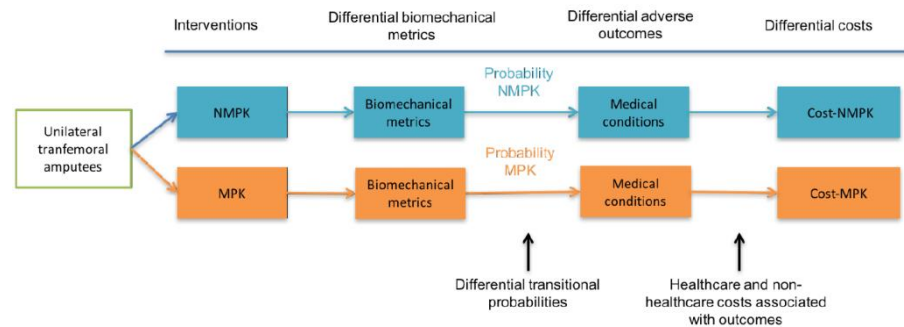 Interventions
Differential biomechanical
metrics
Differential adverse
outcomes
Differential costs
Probability
NMPK
NMPK
Biomechanical
metrics
Medical
conditions
Cost-NMPK
Unilateral
tranfemoral
amputees
Probability
MPK
MPK
Biomechanical
metrics
Medical
conditions
Cost-MPK
Differential transitional
probabilities
Healthcare and non-
healthcare costs associated
with outcomes